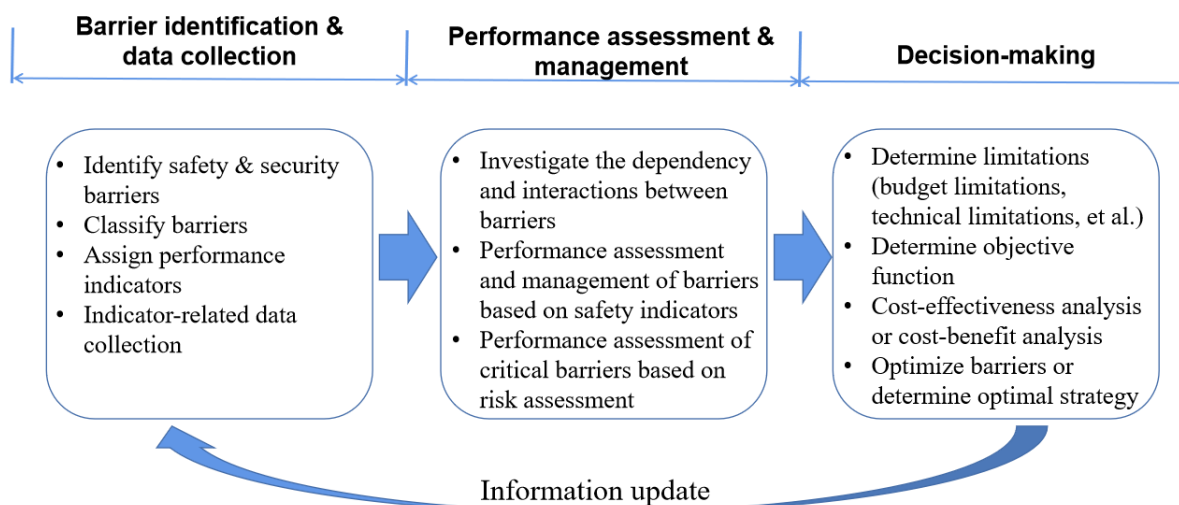 Barrier identification &
data collection
Performance assessment &
management
Decision-making
• Identify safety & security
barriers
• Classify barriers
• Assign performance
indicators
• Indicator-related data
collection
• Investigate the dependency
and interactions between
barriers
• Performance assessment
and management of barriers
based on safety indicators
• Performance assessment of
critical barriers based on
risk assessment
• Determine limitations
(budget limitations,
technical limitations, et al.)
• Determine objective
function
• Cost-effectiveness analysis
or cost-benefit analysis
• Optimize barriers or
determine optimal strategy
Information update